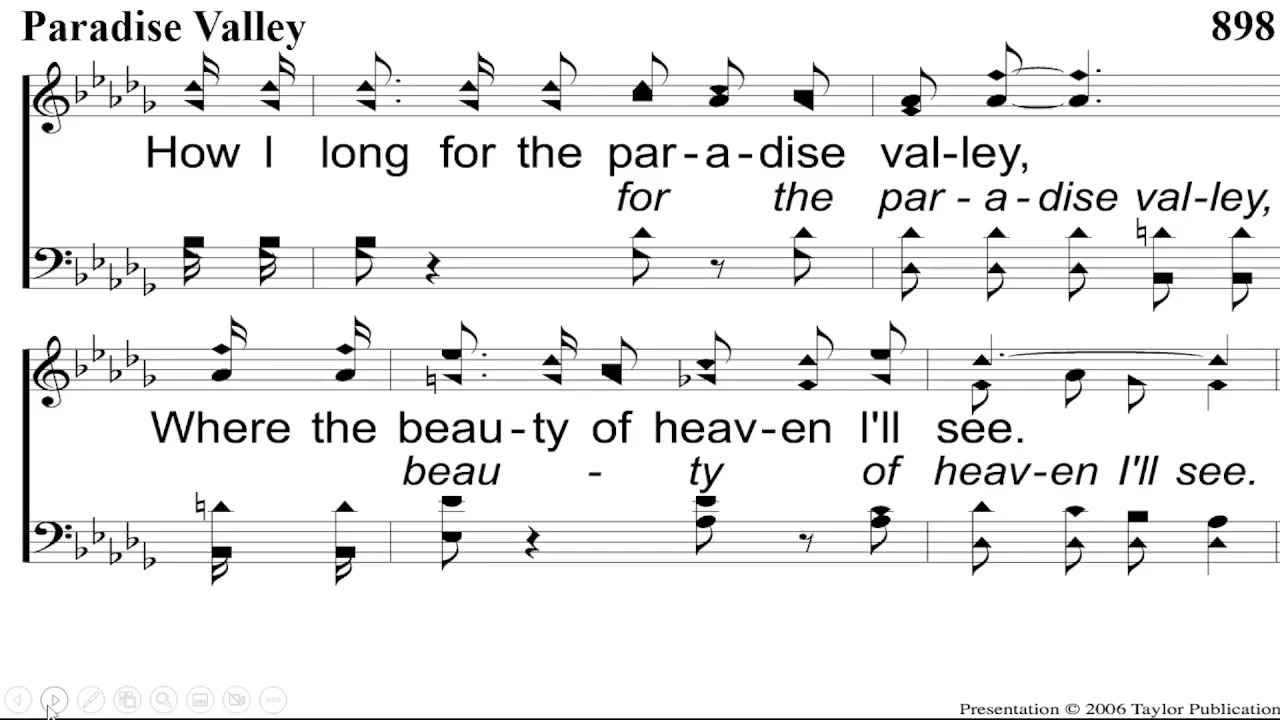 Paradise Valley
898
How I long for the par-a-dise val-ley,
for the par-a-dise val-ley,
Where the beau-ty of heav-en I'll see.
beau - ty of heav-en I'll see.
Presentation © 2006 Taylor Publication